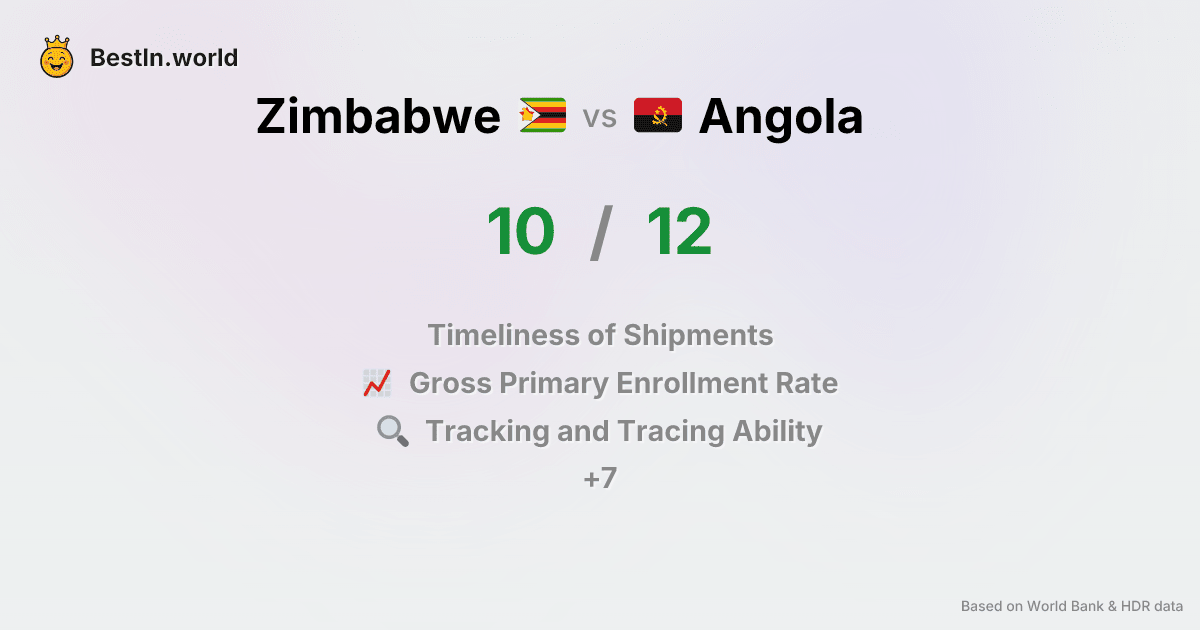 BestIn.world
Zimbabwe vs Angola
10 / 12
Timeliness of Shipments
Gross Primary Enrollment Rate
Tracking and Tracing Ability
+7
Based on World Bank & HDR data